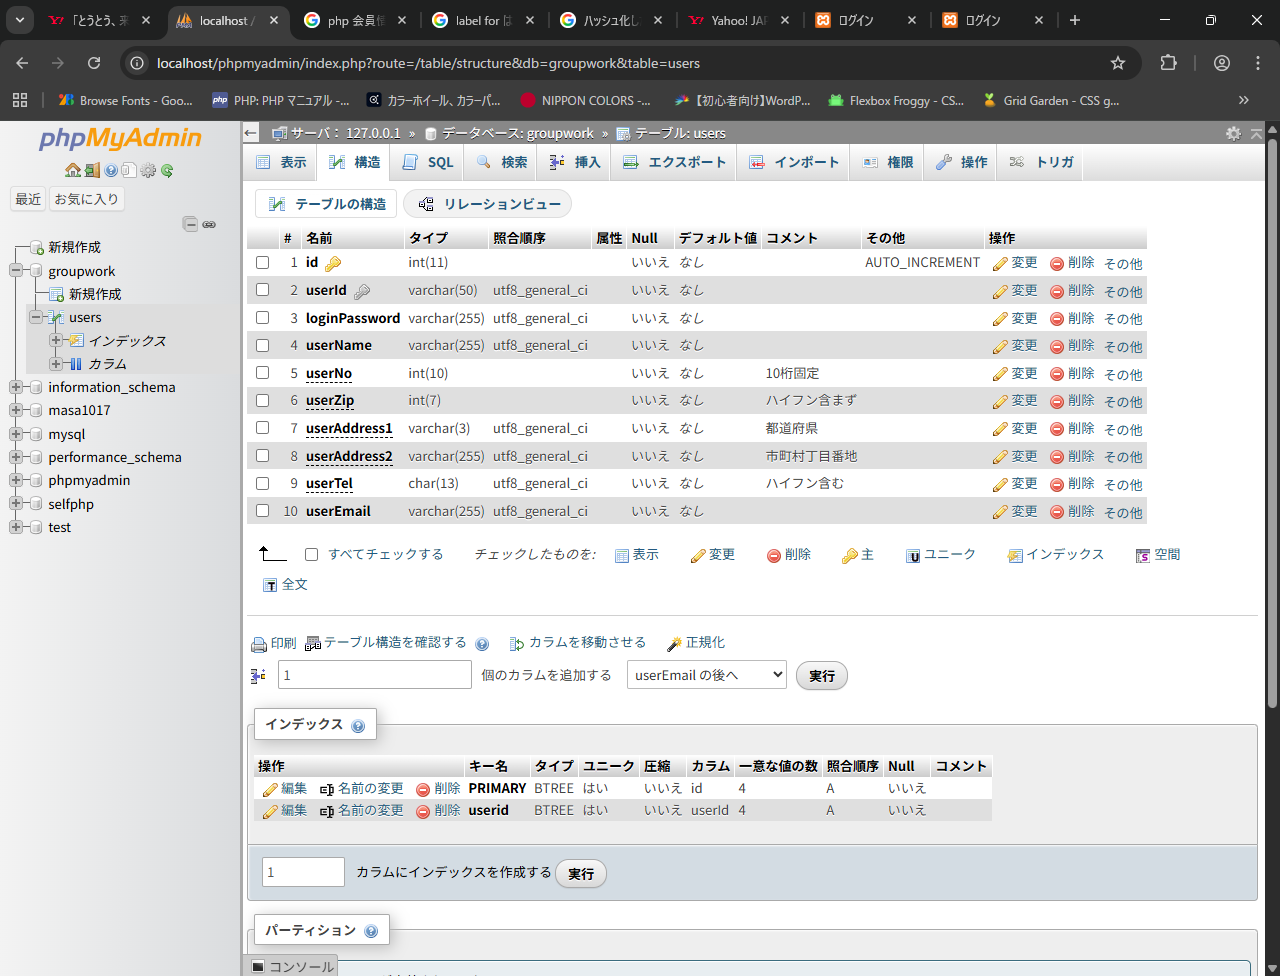 「とうとう、来
localhost /
php 会員情
label for は
ハッシュ化し
Yahoo! JAP
ログイン
ログイン
localhost/phpmyadmin/index.php?route=/table/structure&db=groupwork&table=users
Browse Fonts - Goo...
PHP: PHP マニュアル -...
カラーホイール、カラーパ...
NIPPON COLORS -...
【初心者向け】WordP...
Flexbox Froggy - CS...
Grid Garden - CSS g...
phpMyAdmin
最近 お気に入り
新規作成
groupwork
新規作成
users
インデックス
カラム
information_schema
masa1017
mysql
performance_schema
phpmyadmin
selfphp
test
サーバ： 127.0.0.1 » データベース: groupwork » テーブル: users
表示 構造 SQL 検索 挿入 エクスポート インポート 権限 操作 トリガ
テーブルの構造 リレーションビュー
# 名前 タイプ 照合順序 属性 Null デフォルト値 コメント その他 操作
1 id int(11) いいえ なし AUTO_INCREMENT 変更 削除 その他
2 userId varchar(50) utf8_general_ci いいえ なし 変更 削除 その他
3 loginPassword varchar(255) utf8_general_ci いいえ なし 変更 削除 その他
4 userName varchar(255) utf8_general_ci いいえ なし 変更 削除 その他
5 userNo int(10) いいえ なし 10桁固定 変更 削除 その他
6 userZip int(7) いいえ なし ハイフン含まず 変更 削除 その他
7 userAddress1 varchar(3) utf8_general_ci いいえ なし 都道府県 変更 削除 その他
8 userAddress2 varchar(255) utf8_general_ci いいえ なし 市町村丁目番地 変更 削除 その他
9 userTel char(13) utf8_general_ci いいえ なし ハイフン含む 変更 削除 その他
10 userEmail varchar(255) utf8_general_ci いいえ なし 変更 削除 その他
すべてチェックする チェックしたものを: 表示 変更 削除 主 ユニーク インデックス 空間
全文
印刷 テーブル構造を確認する カラムを移動させる 正規化
1 個のカラムを追加する userEmail の後へ 実行
インデックス
操作 キー名 タイプ ユニーク 圧縮 カラム 一意な値の数 照合順序 Null コメント
編集 名前の変更 削除 PRIMARY BTREE はい いいえ id 4 A いいえ
編集 名前の変更 削除 userid BTREE はい いいえ userId 4 A いいえ
1 カラムにインデックスを作成する 実行
パーティション
コンソール